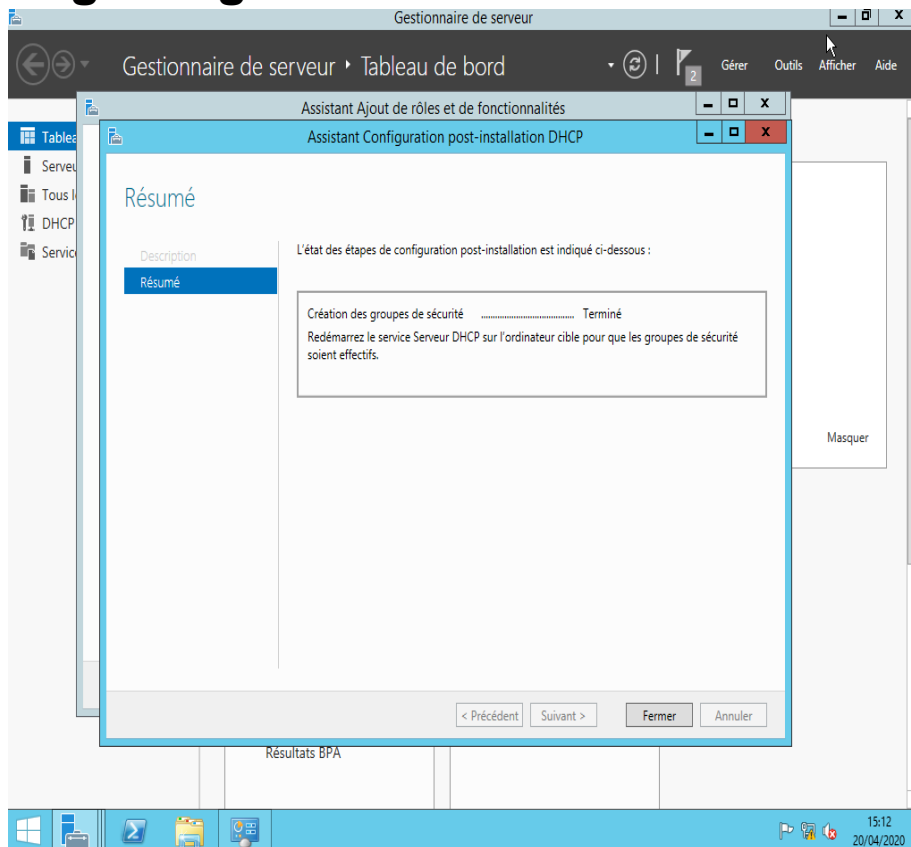 Gestionnaire de serveur
Gestionnaire de serveur • Tableau de bord
2
Gérer
Outils
Afficher
Aide
Assistant Ajout de rôles et de fonctionnalités
Assistant Configuration post-installation DHCP
DHCP
Résumé
Description
Résumé
L'état des étapes de configuration post-installation est indiqué ci-dessous :
Création des groupes de sécurité ..................................... Terminé
Redémarrez le service Serveur DHCP sur l'ordinateur cible pour que les groupes de sécurité
soient effectifs.
Masquer
< Précédent
Suivant >
Fermer
Annuler
Résultats BPA
15:12
20/04/2020